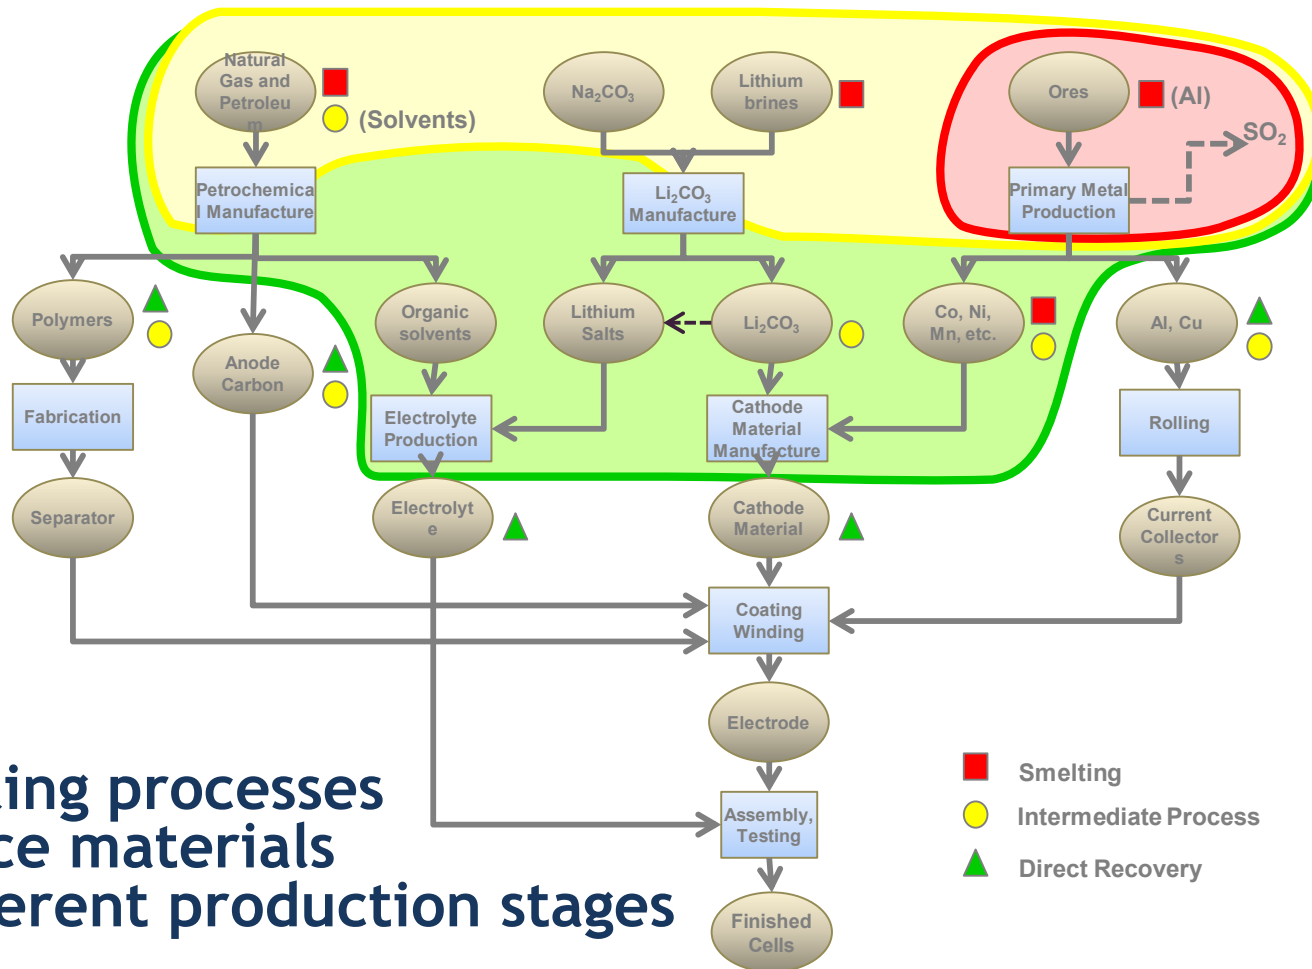 Natural
Gas and
Petroleu
m
(Solvents)
Na₂CO₃
Lithium
brines
Ores
(Al)
SO₂
Petrochemica
l Manufacture
Li₂CO₃
Manufacture
Primary Metal
Production
Polymers
Anode
Carbon
Organic
solvents
Lithium
Salts
Li₂CO₃
Co, Ni,
Mn, etc.
Al, Cu
Fabrication
Electrolyte
Production
Cathode
Material
Manufacture
Rolling
Separator
Electrolyt
e
Cathode
Material
Current
Collector
s
Coating
Winding
Electrode
Assembly,
Testing
Finished
Cells
Smelting
Intermediate Process
Direct Recovery
ing processes
ce materials
erent production stages